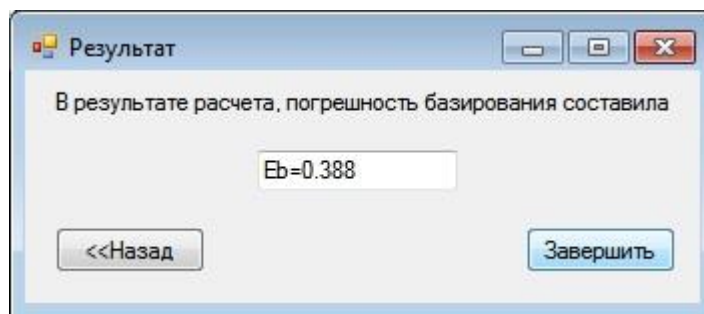 Результат
В результате расчета, погрешность базирования составила
Eb=0.388
<<Назад
Завершить